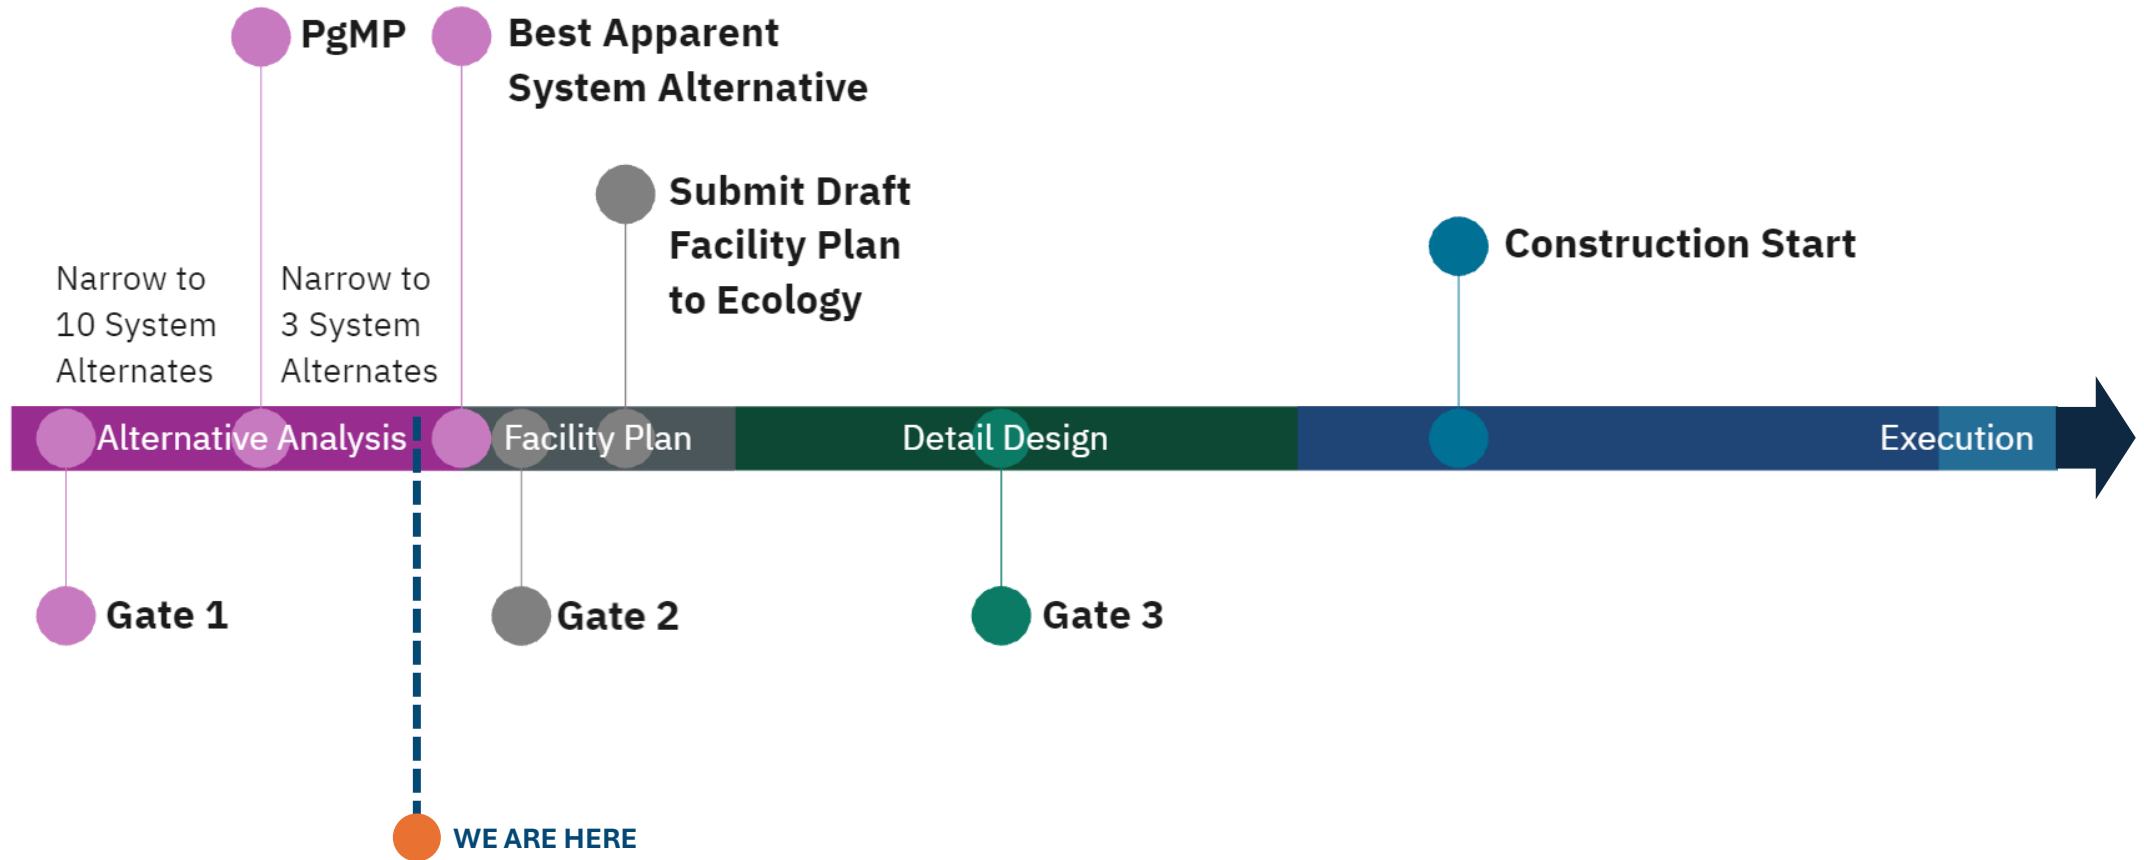 PgMP
Best Apparent
System Alternative
Submit Draft
Facility Plan
to Ecology
Construction Start
Narrow to
10 System
Alternates
Narrow to
3 System
Alternates
Alternative Analysis
Facility Plan
Detail Design
Execution
Gate 1
Gate 2
Gate 3
WE ARE HERE